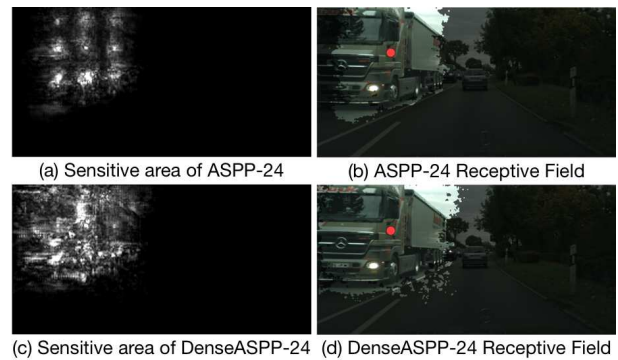 (a) Sensitive area of ASPP-24
(b) ASPP-24 Receptive Field
(c) Sensitive area of DenseASPP-24
(d) DenseASPP-24 Receptive Field